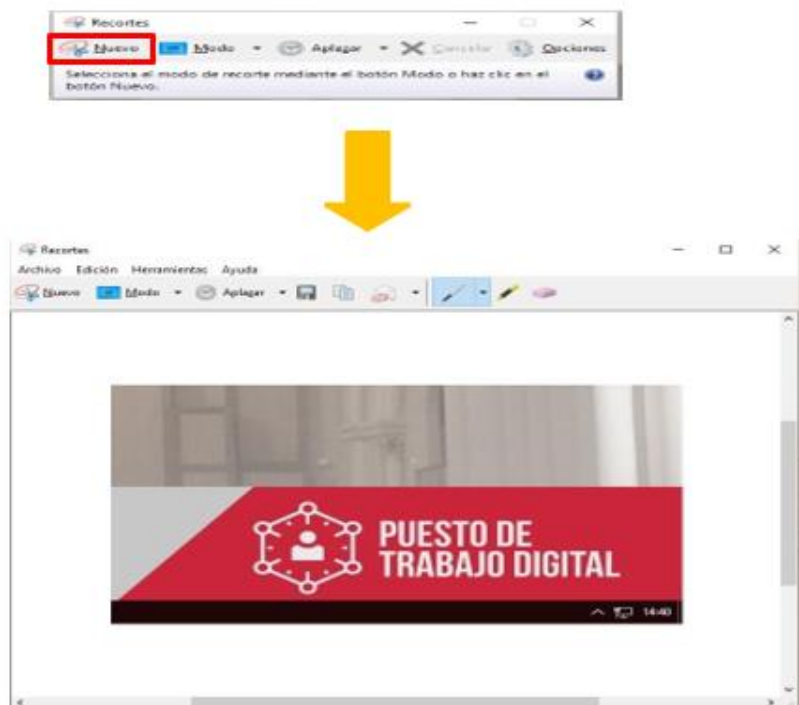 Recortes
Nuevo Modo Aplazar Cancelar Opciones
Selecciona el modo de recorte mediante el botón Modo o haz clic en el
botón Nuevo.
Recortes
Archivo Edición Herramientas Ayuda
Nuevo Modo Aplazar
PUESTO DE
TRABAJO DIGITAL
14:40